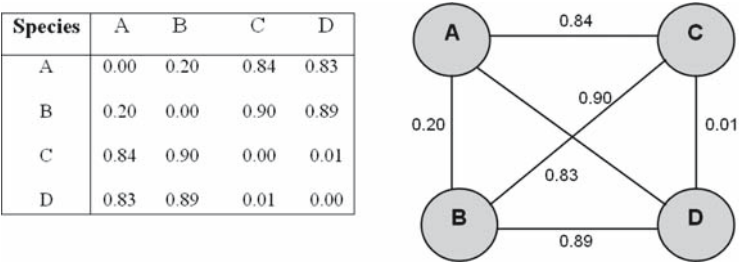 Species A B C D
A 0.00 0.20 0.84 0.83
B 0.20 0.00 0.90 0.89
C 0.84 0.90 0.00 0.01
D 0.83 0.89 0.01 0.00
0.84
A C
0.90
0.20 0.01
0.83
B D
0.89